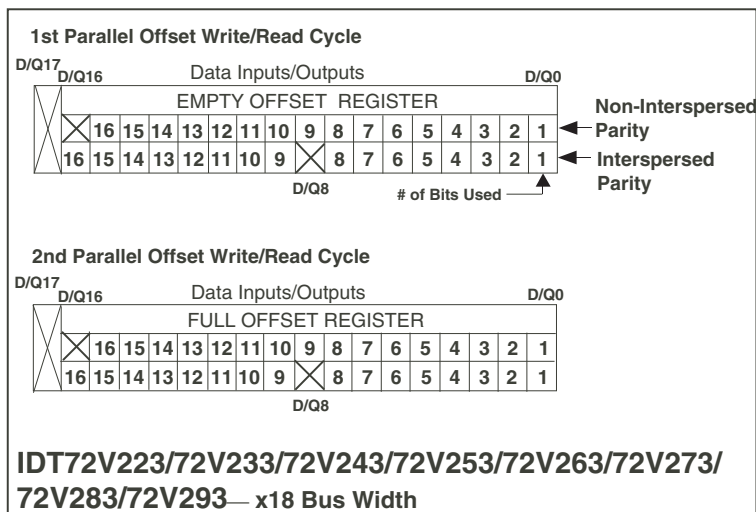 1st Parallel Offset Write/Read Cycle
D/Q17
D/Q16 Data Inputs/Outputs D/Q0
EMPTY OFFSET REGISTER
16 15 14 13 12 11 10 9 8 7 6 5 4 3 2 1
Non-Interspersed
Parity
16 15 14 13 12 11 10 9 8 7 6 5 4 3 2 1
Interspersed
Parity
D/Q8
# of Bits Used
2nd Parallel Offset Write/Read Cycle
D/Q17
D/Q16 Data Inputs/Outputs D/Q0
FULL OFFSET REGISTER
16 15 14 13 12 11 10 9 8 7 6 5 4 3 2 1
16 15 14 13 12 11 10 9 8 7 6 5 4 3 2 1
D/Q8
IDT72V223/72V233/72V243/72V253/72V263/72V273/
72V283/72V293— x18 Bus Width